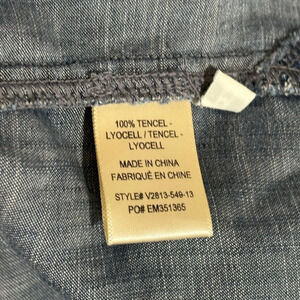 100% TENCEL -
LYOCELL / TENCEL -
LYOCELL
MADE IN CHINA
FABRIQUÉ EN CHINE
STYLE# V2813-549-13
PO# EM351365